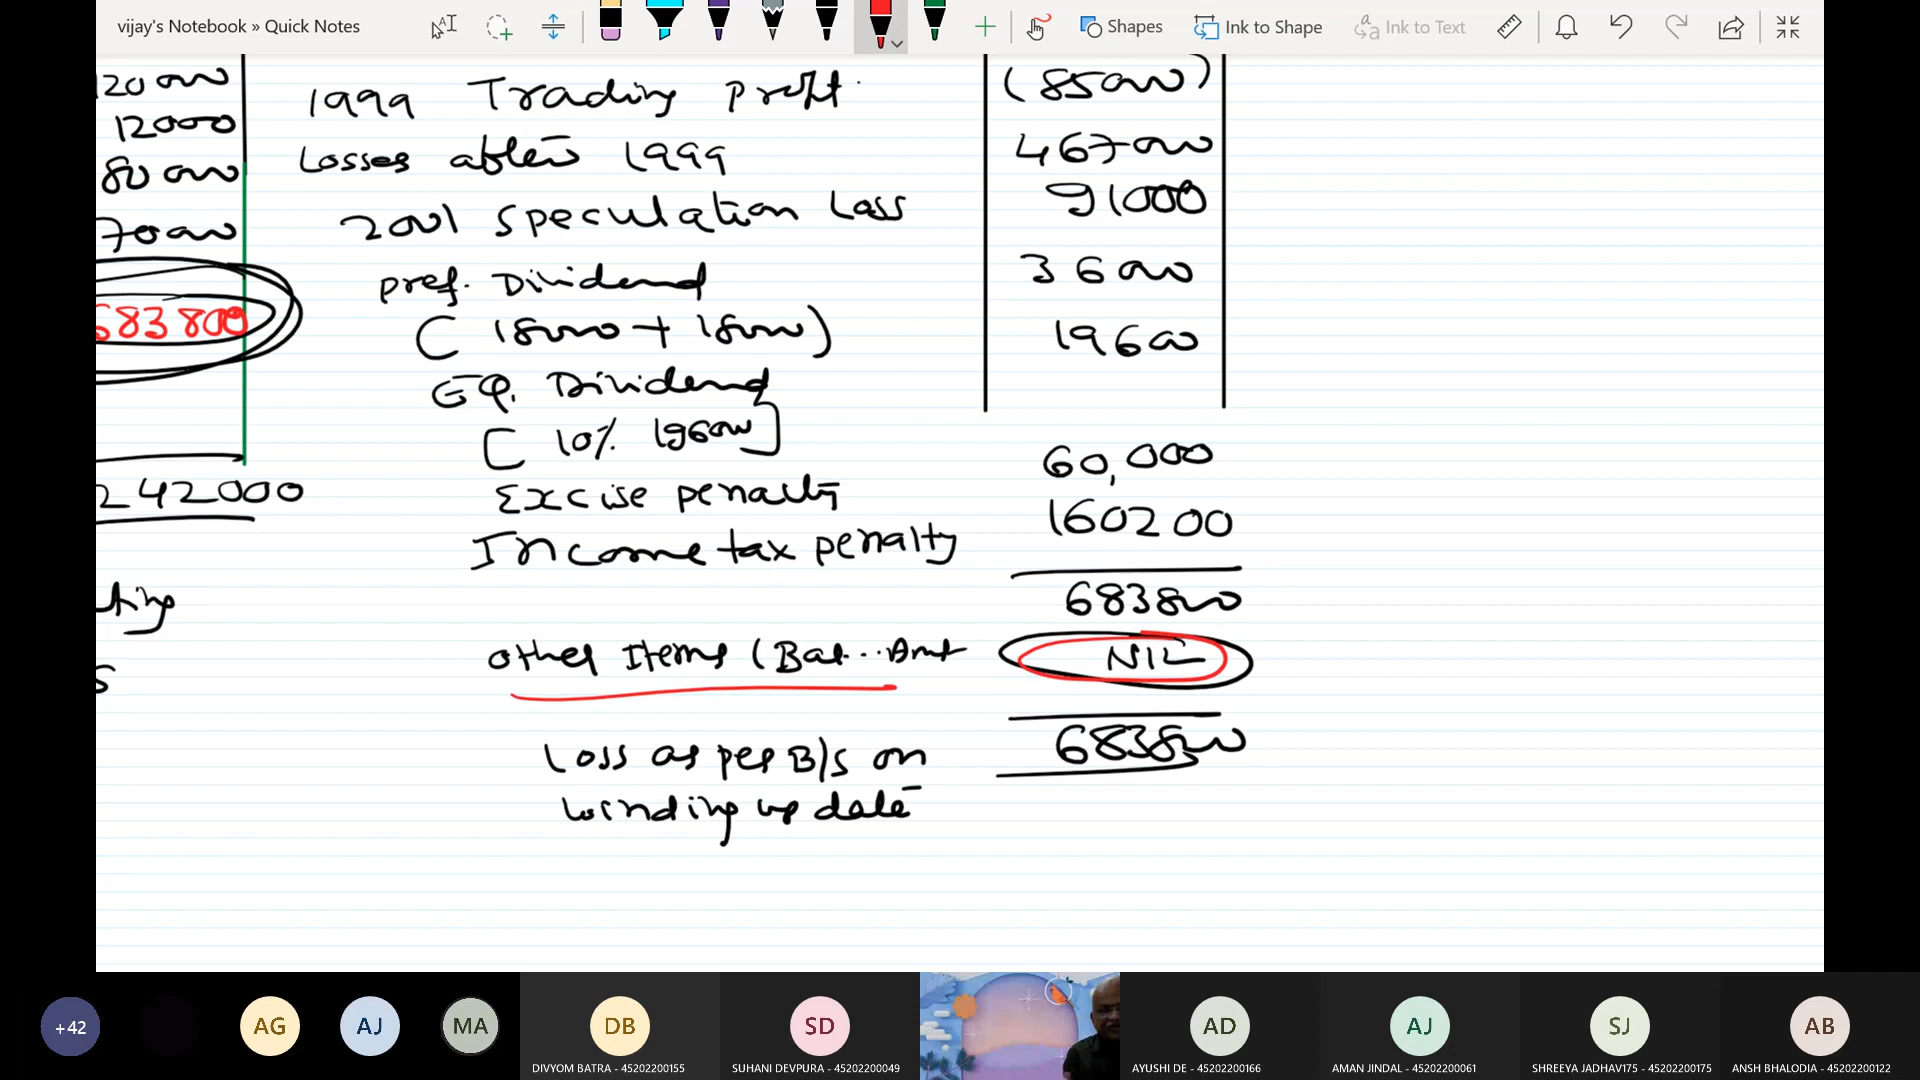 vijay's Notebook » Quick Notes
Shapes
Ink to Shape
Ink to Text
120000
12000
80000
70000
683800
242000
1999 Trading profit (85000)
Losses after 1999 467000
2001 speculation Loss 91000
pref. Dividend 36000
( 18000 + 18000 ) 19600
EQ. Dividend
[ 10% 19600 ] 60,000
Excise penalty 160200
Income tax penalty
683800
other Items (Bal... Amt NIL
Loss as per B/s on 683800
winding up date
+42
AG
AJ
MA
DB
DIVYOM BATRA - 45202200155
SD
SUHANI DEVPURA - 45202200049
AD
AYUSHI DE - 45202200166
AJ
AMAN JINDAL - 45202200061
SJ
SHREEYA JADHAV175 - 45202200175
AB
ANSH BHALODIA - 45202200122